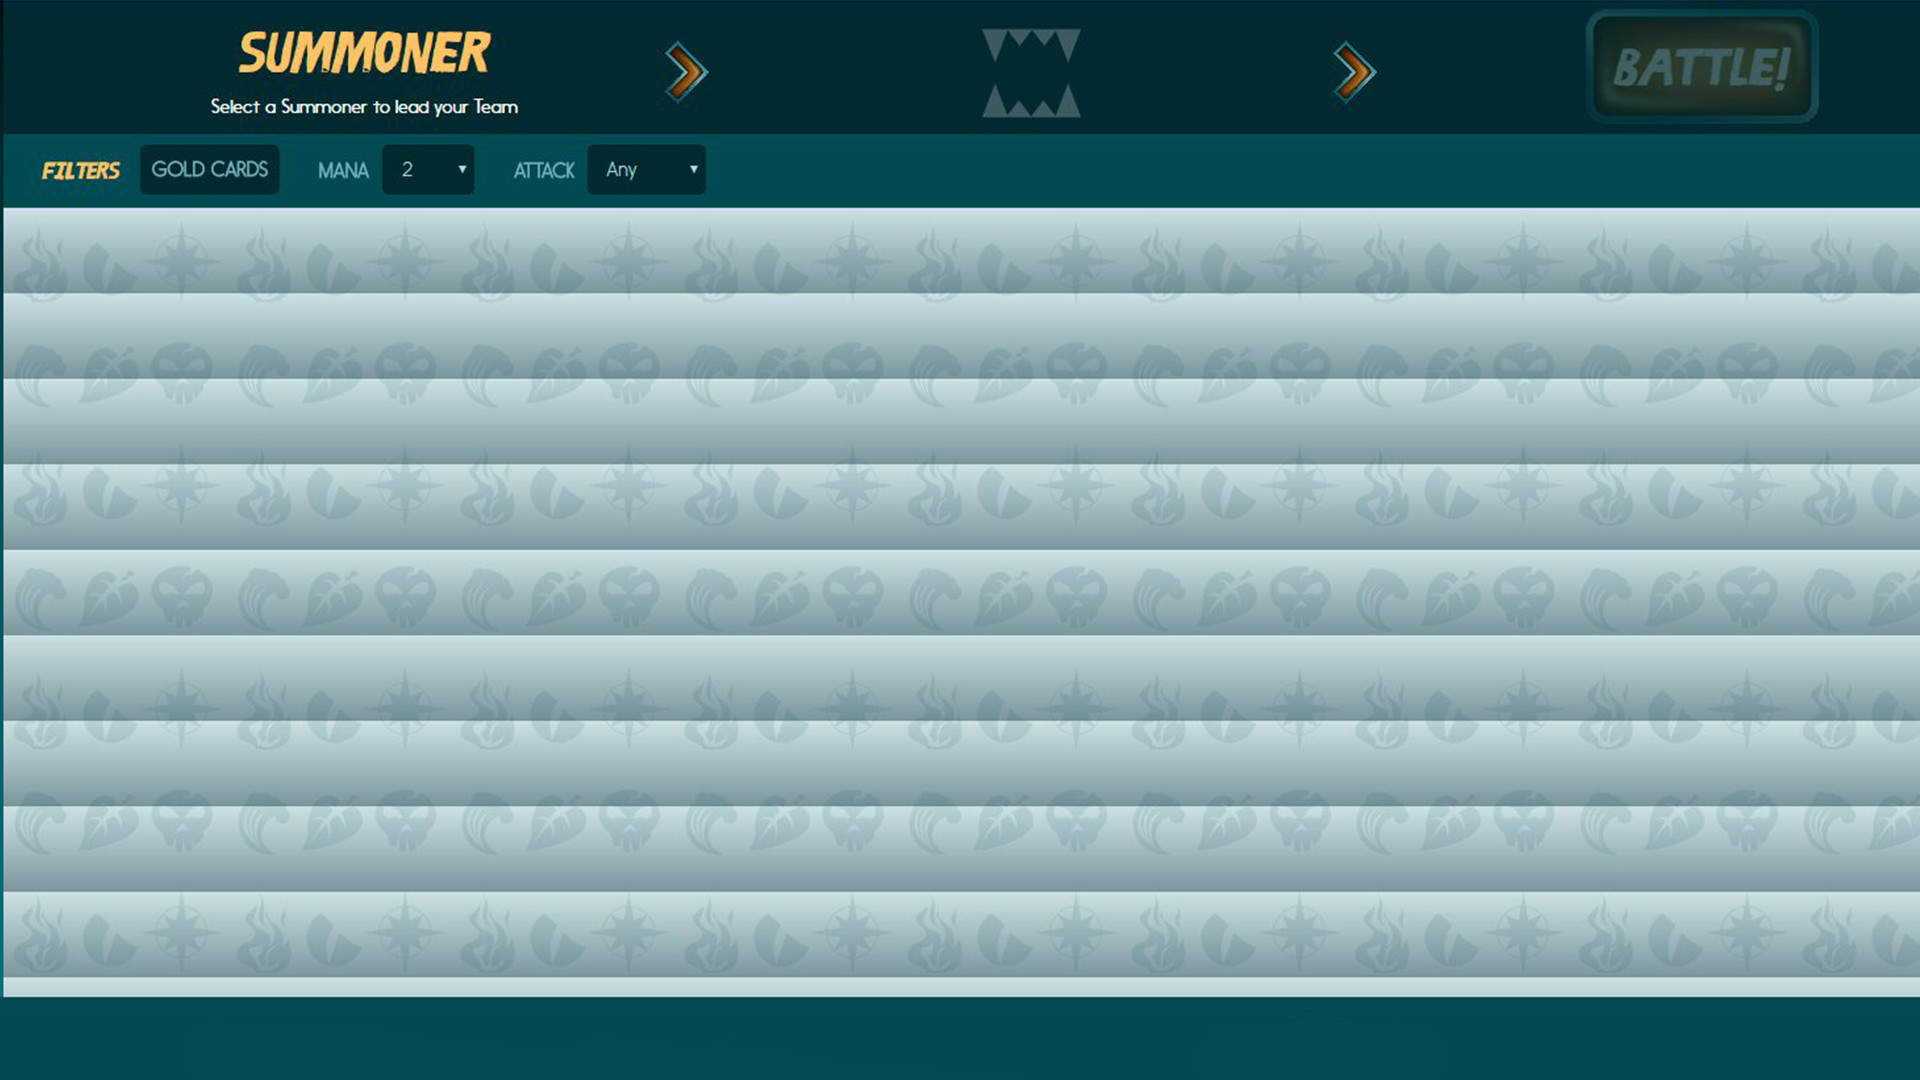 SUMMONER
Select a Summoner to lead your Team
BATTLE!
FILTERS GOLD CARDS MANA 2 ATTACK Any